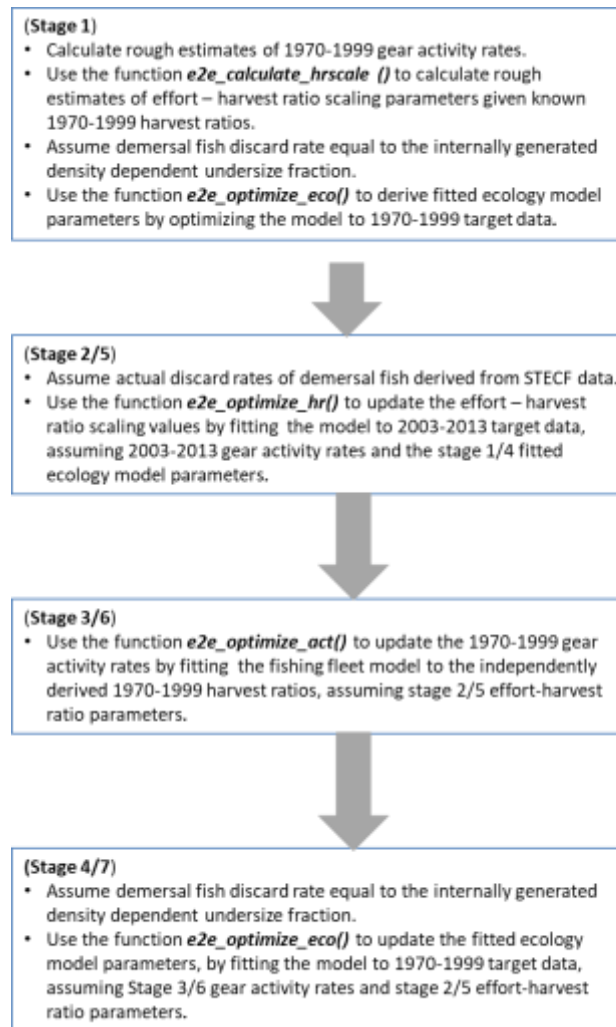 (Stage 1)
• Calculate rough estimates of 1970-1999 gear activity rates.
• Use the function e2e_calculate_hrscale () to calculate rough
estimates of effort – harvest ratio scaling parameters given known
1970-1999 harvest ratios.
• Assume demersal fish discard rate equal to the internally generated
density dependent undersize fraction.
• Use the function e2e_optimize_eco() to derive fitted ecology model
parameters by optimizing the model to 1970-1999 target data.
(Stage 2/5)
• Assume actual discard rates of demersal fish derived from STECF data.
• Use the function e2e_optimize_hr() to update the effort – harvest
ratio scaling values by fitting the model to 2003-2013 target data,
assuming 2003-2013 gear activity rates and the stage 1/4 fitted
ecology model parameters.
(Stage 3/6)
• Use the function e2e_optimize_act() to update the 1970-1999 gear
activity rates by fitting the fishing fleet model to the independently
derived 1970-1999 harvest ratios, assuming stage 2/5 effort-harvest
ratio parameters.
(Stage 4/7)
• Assume demersal fish discard rate equal to the internally generated
density dependent undersize fraction.
• Use the function e2e_optimize_eco() to update the fitted ecology
model parameters, by fitting the model to 1970-1999 target data,
assuming Stage 3/6 gear activity rates and stage 2/5 effort-harvest
ratio parameters.